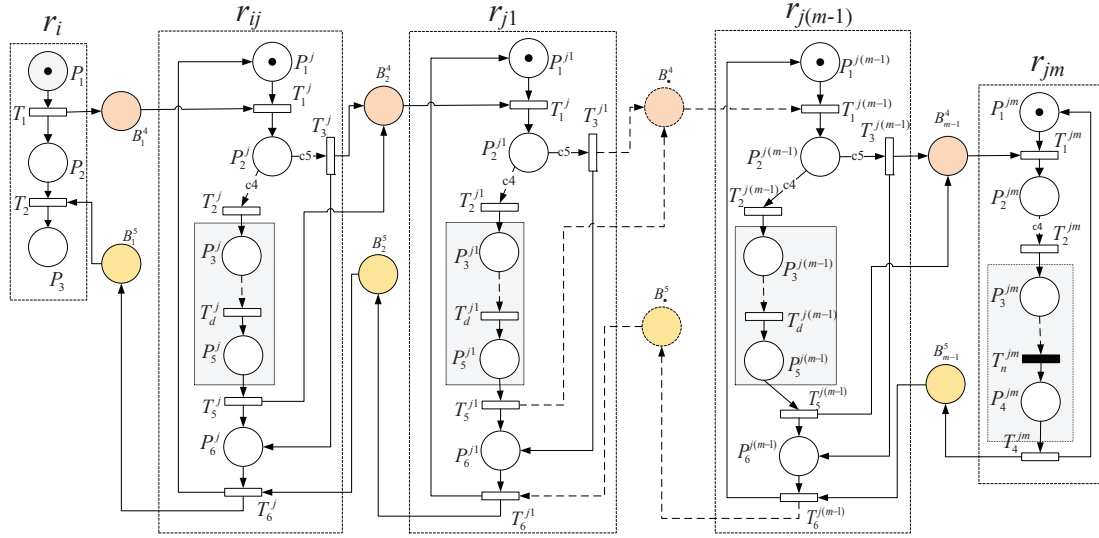 r_i
P_1
T_1
P_2
T_2
P_3
B_1^4
B_1^5
r_ij
P_1^j
T_1^j
T_3^j
P_2^j
c5
c4
T_2^j
P_3^j
T_d^j
P_5^j
T_5^j
P_6^j
T_6^j
B_2^4
B_2^5
r_j1
P_1^j1
T_1^j
T_3^j1
P_2^j1
c5
c4
T_2^j1
P_3^j1
T_d^j1
P_5^j1
T_5^j1
P_6^j1
T_6^j1
B_•^4
B_•^5
r_j(m-1)
P_1^j(m−1)
T_1^j(m−1)
T_3^j(m−1)
P_2^j(m−1)
c5
c4
T_2^j(m−1)
P_3^j(m−1)
T_d^j(m−1)
P_5^j(m−1)
T_5^j(m−1)
P_6^j(m−1)
T_6^j(m−1)
B_m−1^4
B_m−1^5
r_jm
P_1^jm
T_1^jm
P_2^jm
c4
T_2^jm
P_3^jm
T_n^jm
P_4^jm
T_4^jm